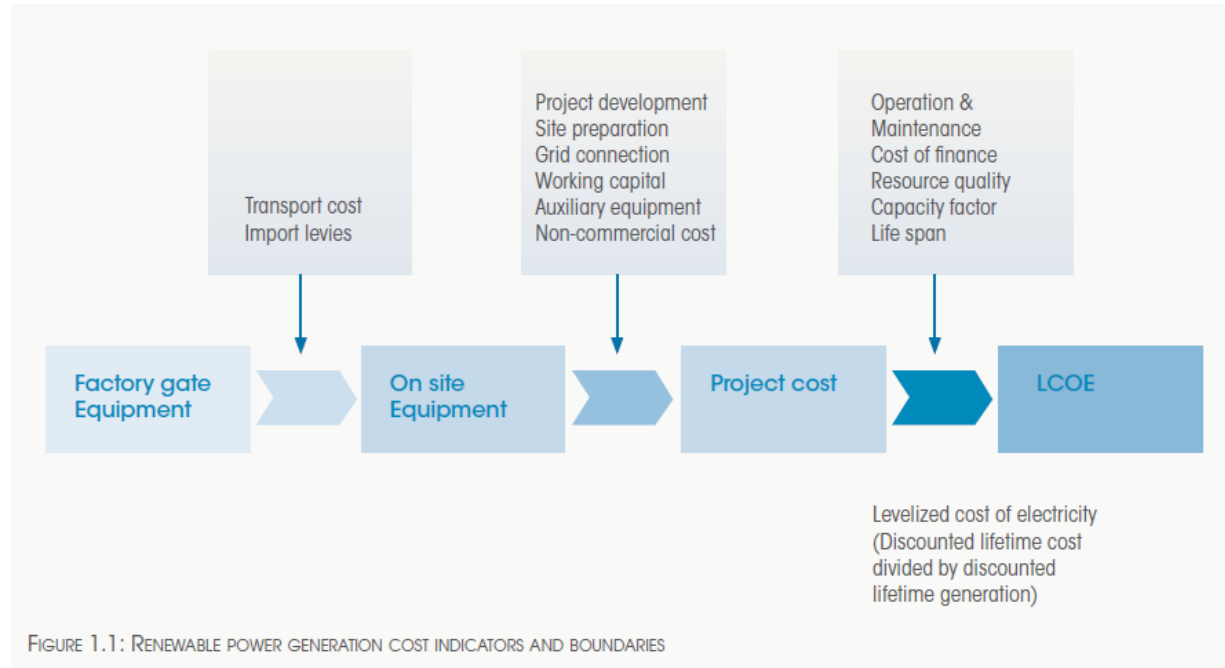 Transport cost
Import levies
Project development
Site preparation
Grid connection
Working capital
Auxiliary equipment
Non-commercial cost
Operation &
Maintenance
Cost of finance
Resource quality
Capacity factor
Life span
Factory gate
Equipment
On site
Equipment
Project cost
LCOE
Levelized cost of electricity
(Discounted lifetime cost
divided by discounted
lifetime generation)
FIGURE 1.1: RENEWABLE POWER GENERATION COST INDICATORS AND BOUNDARIES